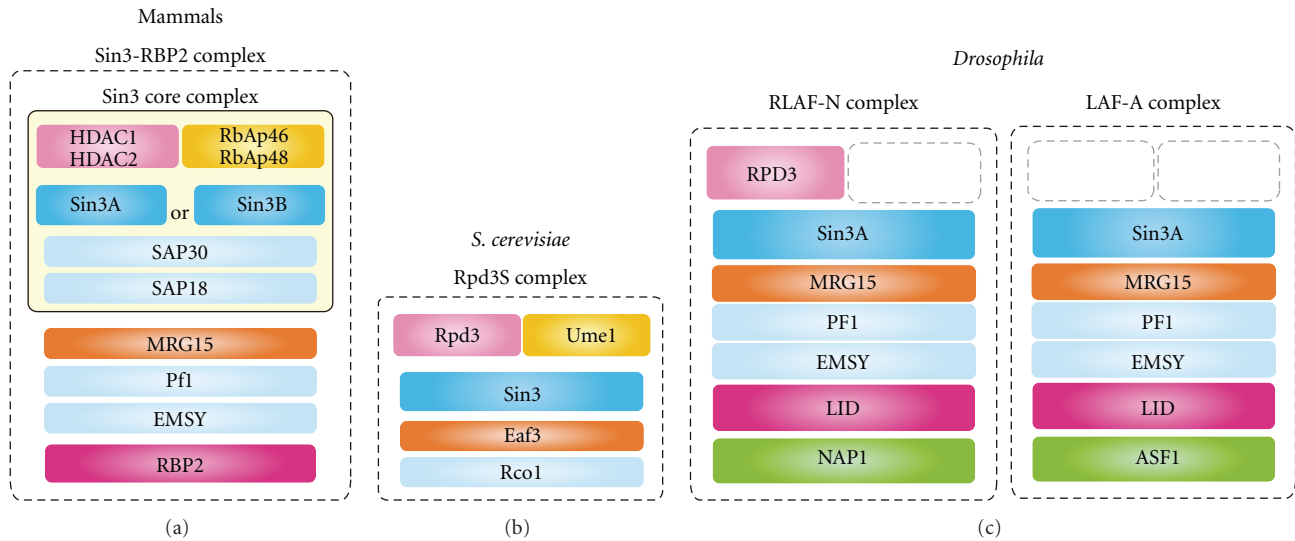 Mammals
Sin3-RBP2 complex
Sin3 core complex
HDAC1
HDAC2
RbAp46
RbAp48
Sin3A
or
Sin3B
SAP30
SAP18
MRG15
Pf1
EMSY
RBP2
(a)
S. cerevisiae
Rpd3S complex
Rpd3
Ume1
Sin3
Eaf3
Rco1
(b)
Drosophila
RLAF-N complex
RPD3
Sin3A
MRG15
PF1
EMSY
LID
NAP1
LAF-A complex
Sin3A
MRG15
PF1
EMSY
LID
ASF1
(c)